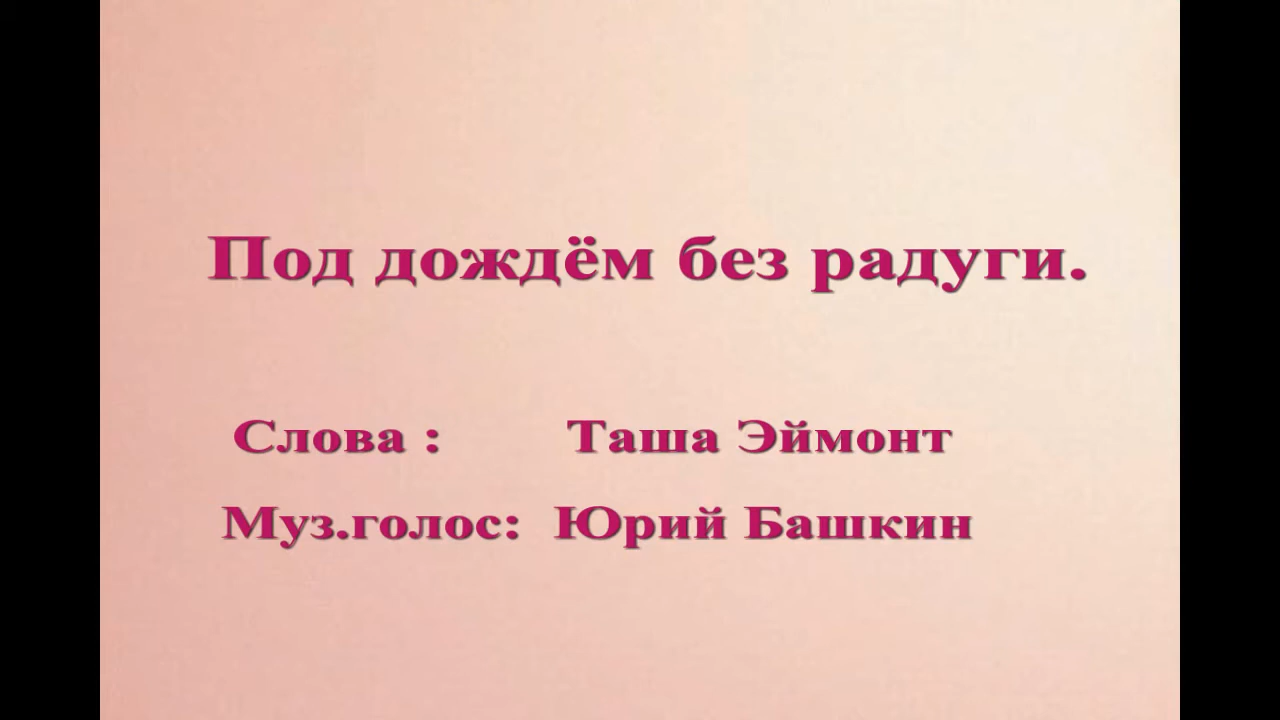 Под дождём без радуги.
Слова : Таша Эймонт
Муз.голос: Юрий Башкин